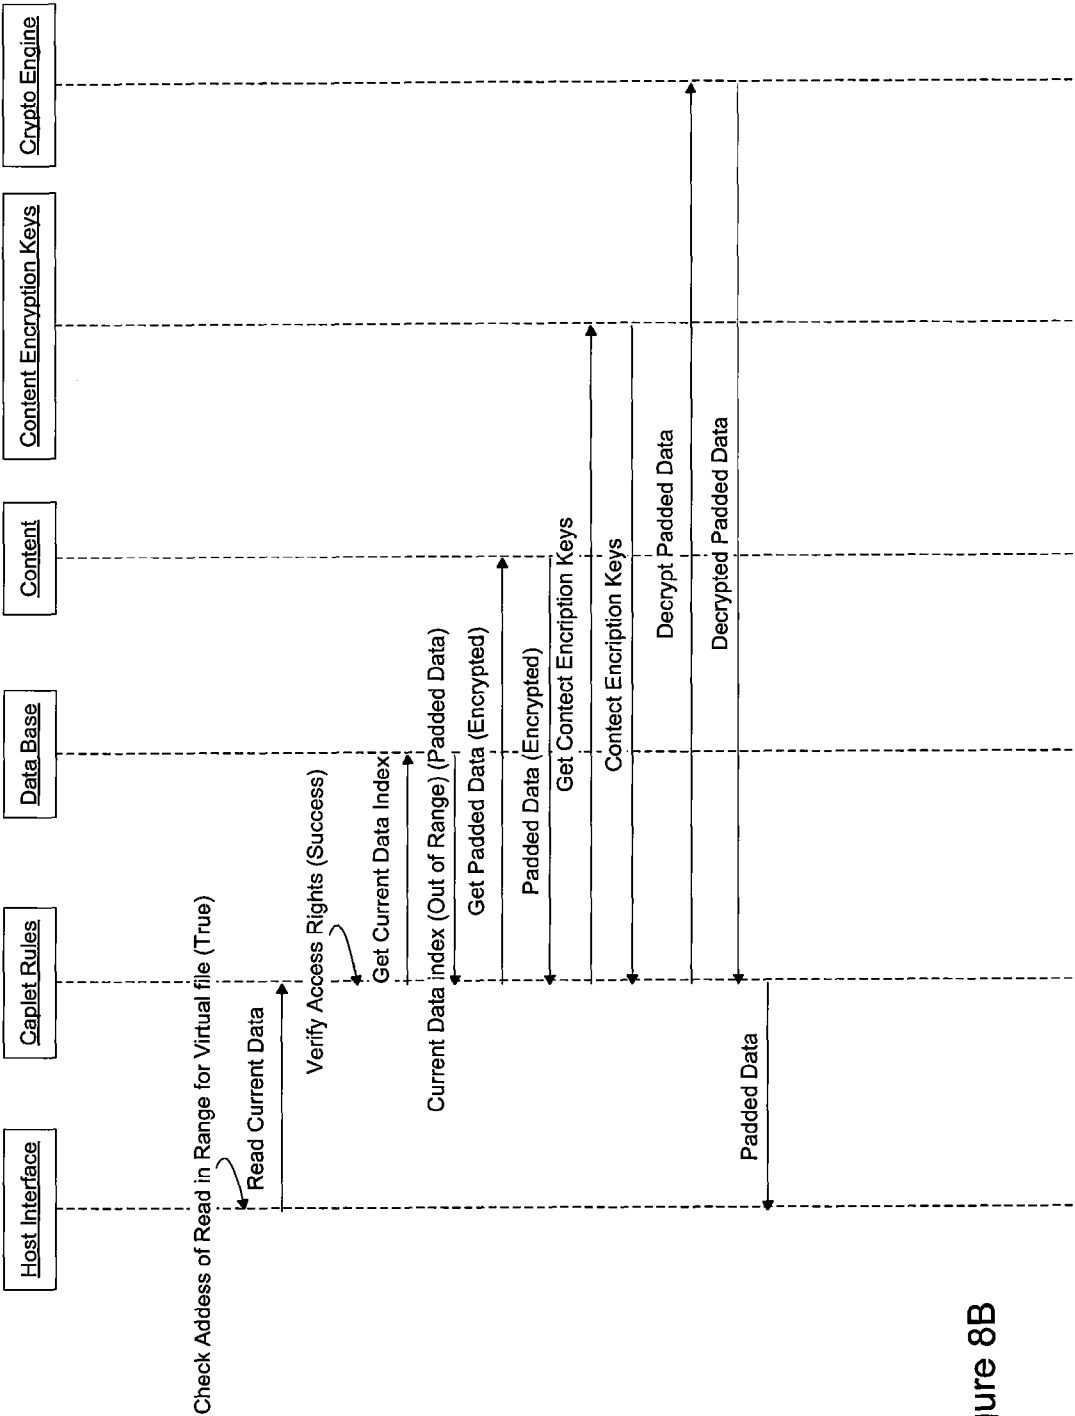 Host Interface
Caplet Rules
Data Base
Content
Content Encryption Keys
Crypto Engine
Check Addess of Read in Range for Virtual file (True)
Read Current Data
Verify Access Rights (Success)
Get Current Data Index
Current Data Index (Out of Range) (Padded Data)
Get Padded Data (Encrypted)
Padded Data (Encrypted)
Get Contect Encription Keys
Contect Encription Keys
Decrypt Padded Data
Decrypted Padded Data
Padded Data
ure 8B